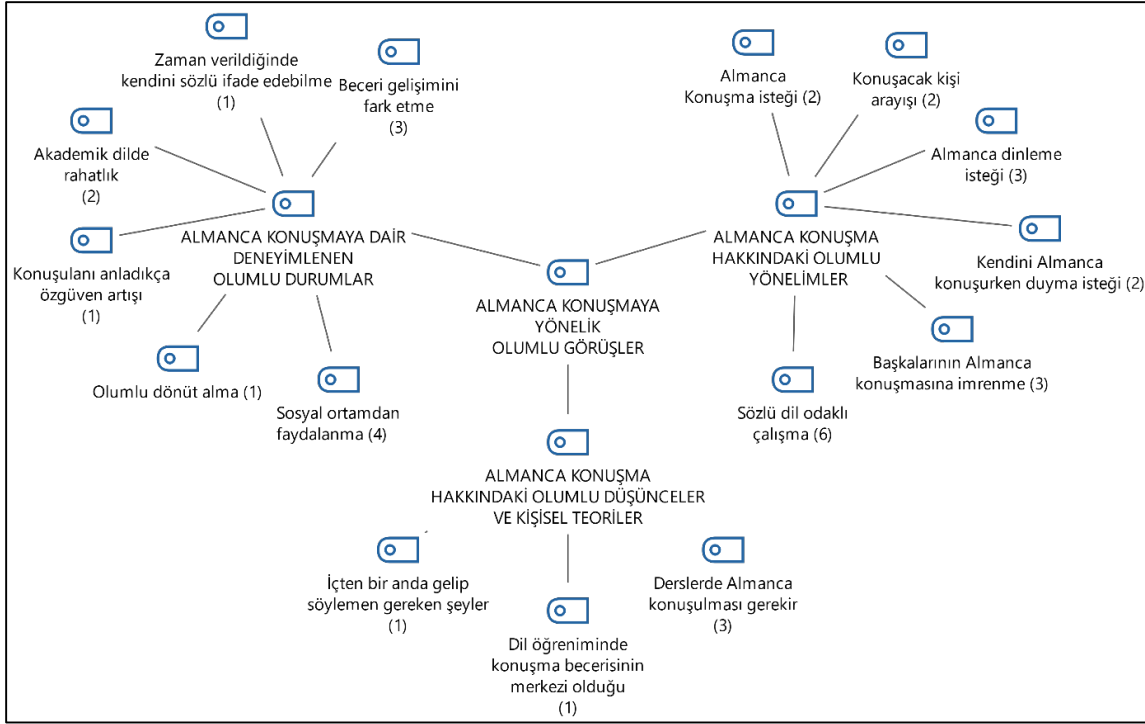 Zaman verildiğinde
kendini sözlü ifade edebilme
(1)
Beceri gelişimini
fark etme
(3)
Akademik dilde
rahatlık
(2)
Konuşulanı anladıkça
özgüven artışı
(1)
ALMANCA KONUŞMAYA DAİR
DENEYİMLENEN
OLUMLU DURUMLAR
Olumlu dönüt alma (1)
Sosyal ortamdan
faydalanma (4)
ALMANCA KONUŞMAYA
YÖNELİK
OLUMLU GÖRÜŞLER
Almanca
Konuşma isteği (2)
Konuşacak kişi
arayışı (2)
Almanca dinleme
isteği (3)
ALMANCA KONUŞMA
HAKKINDAKİ OLUMLU
YÖNELİMLER
Kendini Almanca
konuşurken duyma isteği (2)
Başkalarının Almanca
konuşmasına imrenme (3)
Sözlü dil odaklı
çalışma (6)
ALMANCA KONUŞMA
HAKKINDAKİ OLUMLU DÜŞÜNCELER
VE KİŞİSEL TEORİLER
İçten bir anda gelip
söylemen gereken şeyler
(1)
Dil öğreniminde
konuşma becerisinin
merkezi olduğu
(1)
Derslerde Almanca
konuşulması gerekir
(3)